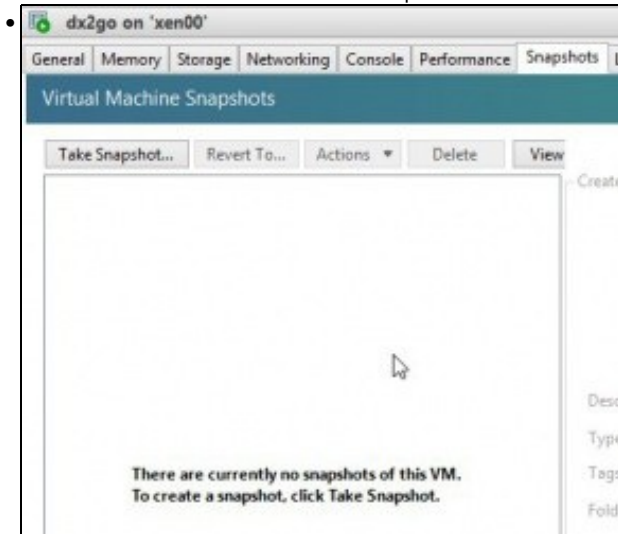 dx2go on 'xen00'
General Memory Storage Networking Console Performance Snapshots
Virtual Machine Snapshots
Take Snapshot... Revert To... Actions Delete View
There are currently no snapshots of this VM.
To create a snapshot, click Take Snapshot.